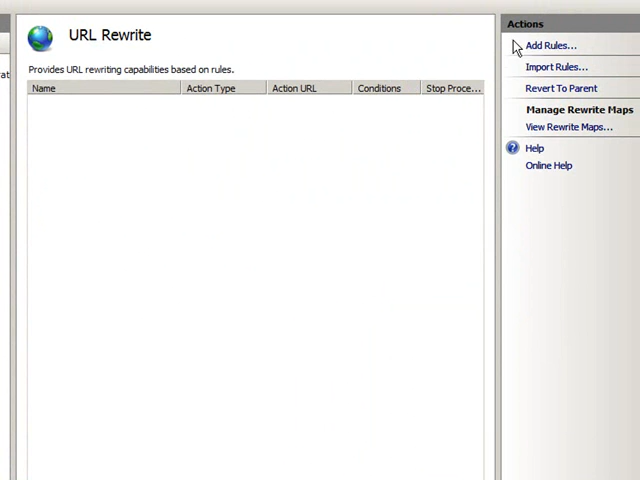 Actions
URL Rewrite
Add Rules...
Import Rules...
Provides URL rewriting capabilities based on rules.
Name Action Type Action URL Conditions Stop Proce...
Revert To Parent
Manage Rewrite Maps
View Rewrite Maps...
Help
Online Help